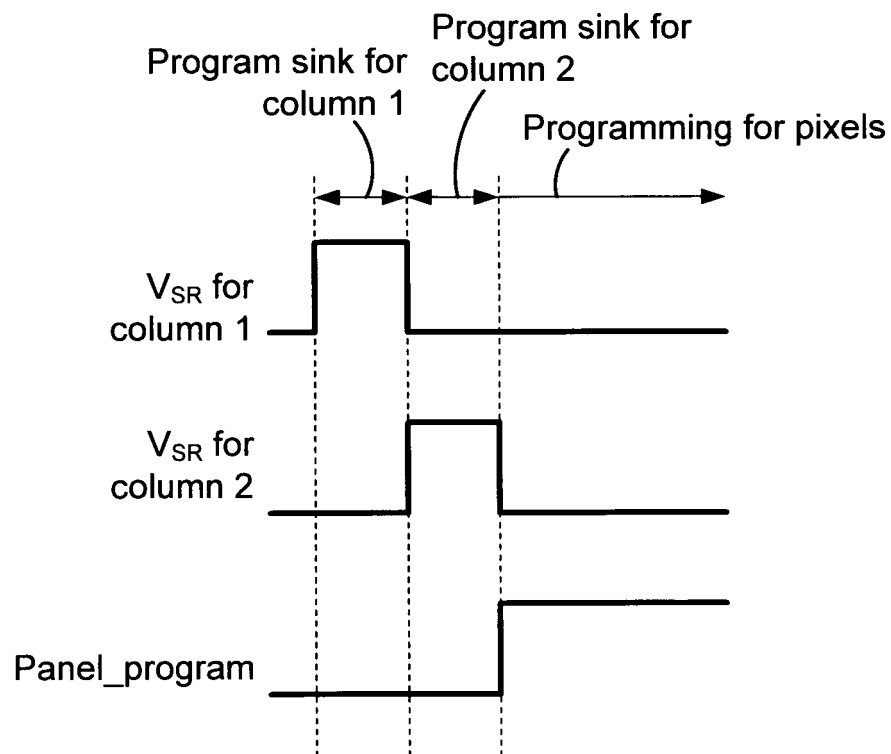 Program sink for
column 1
Program sink for
column 2
Programming for pixels
VSR for
column 1
VSR for
column 2
Panel_program